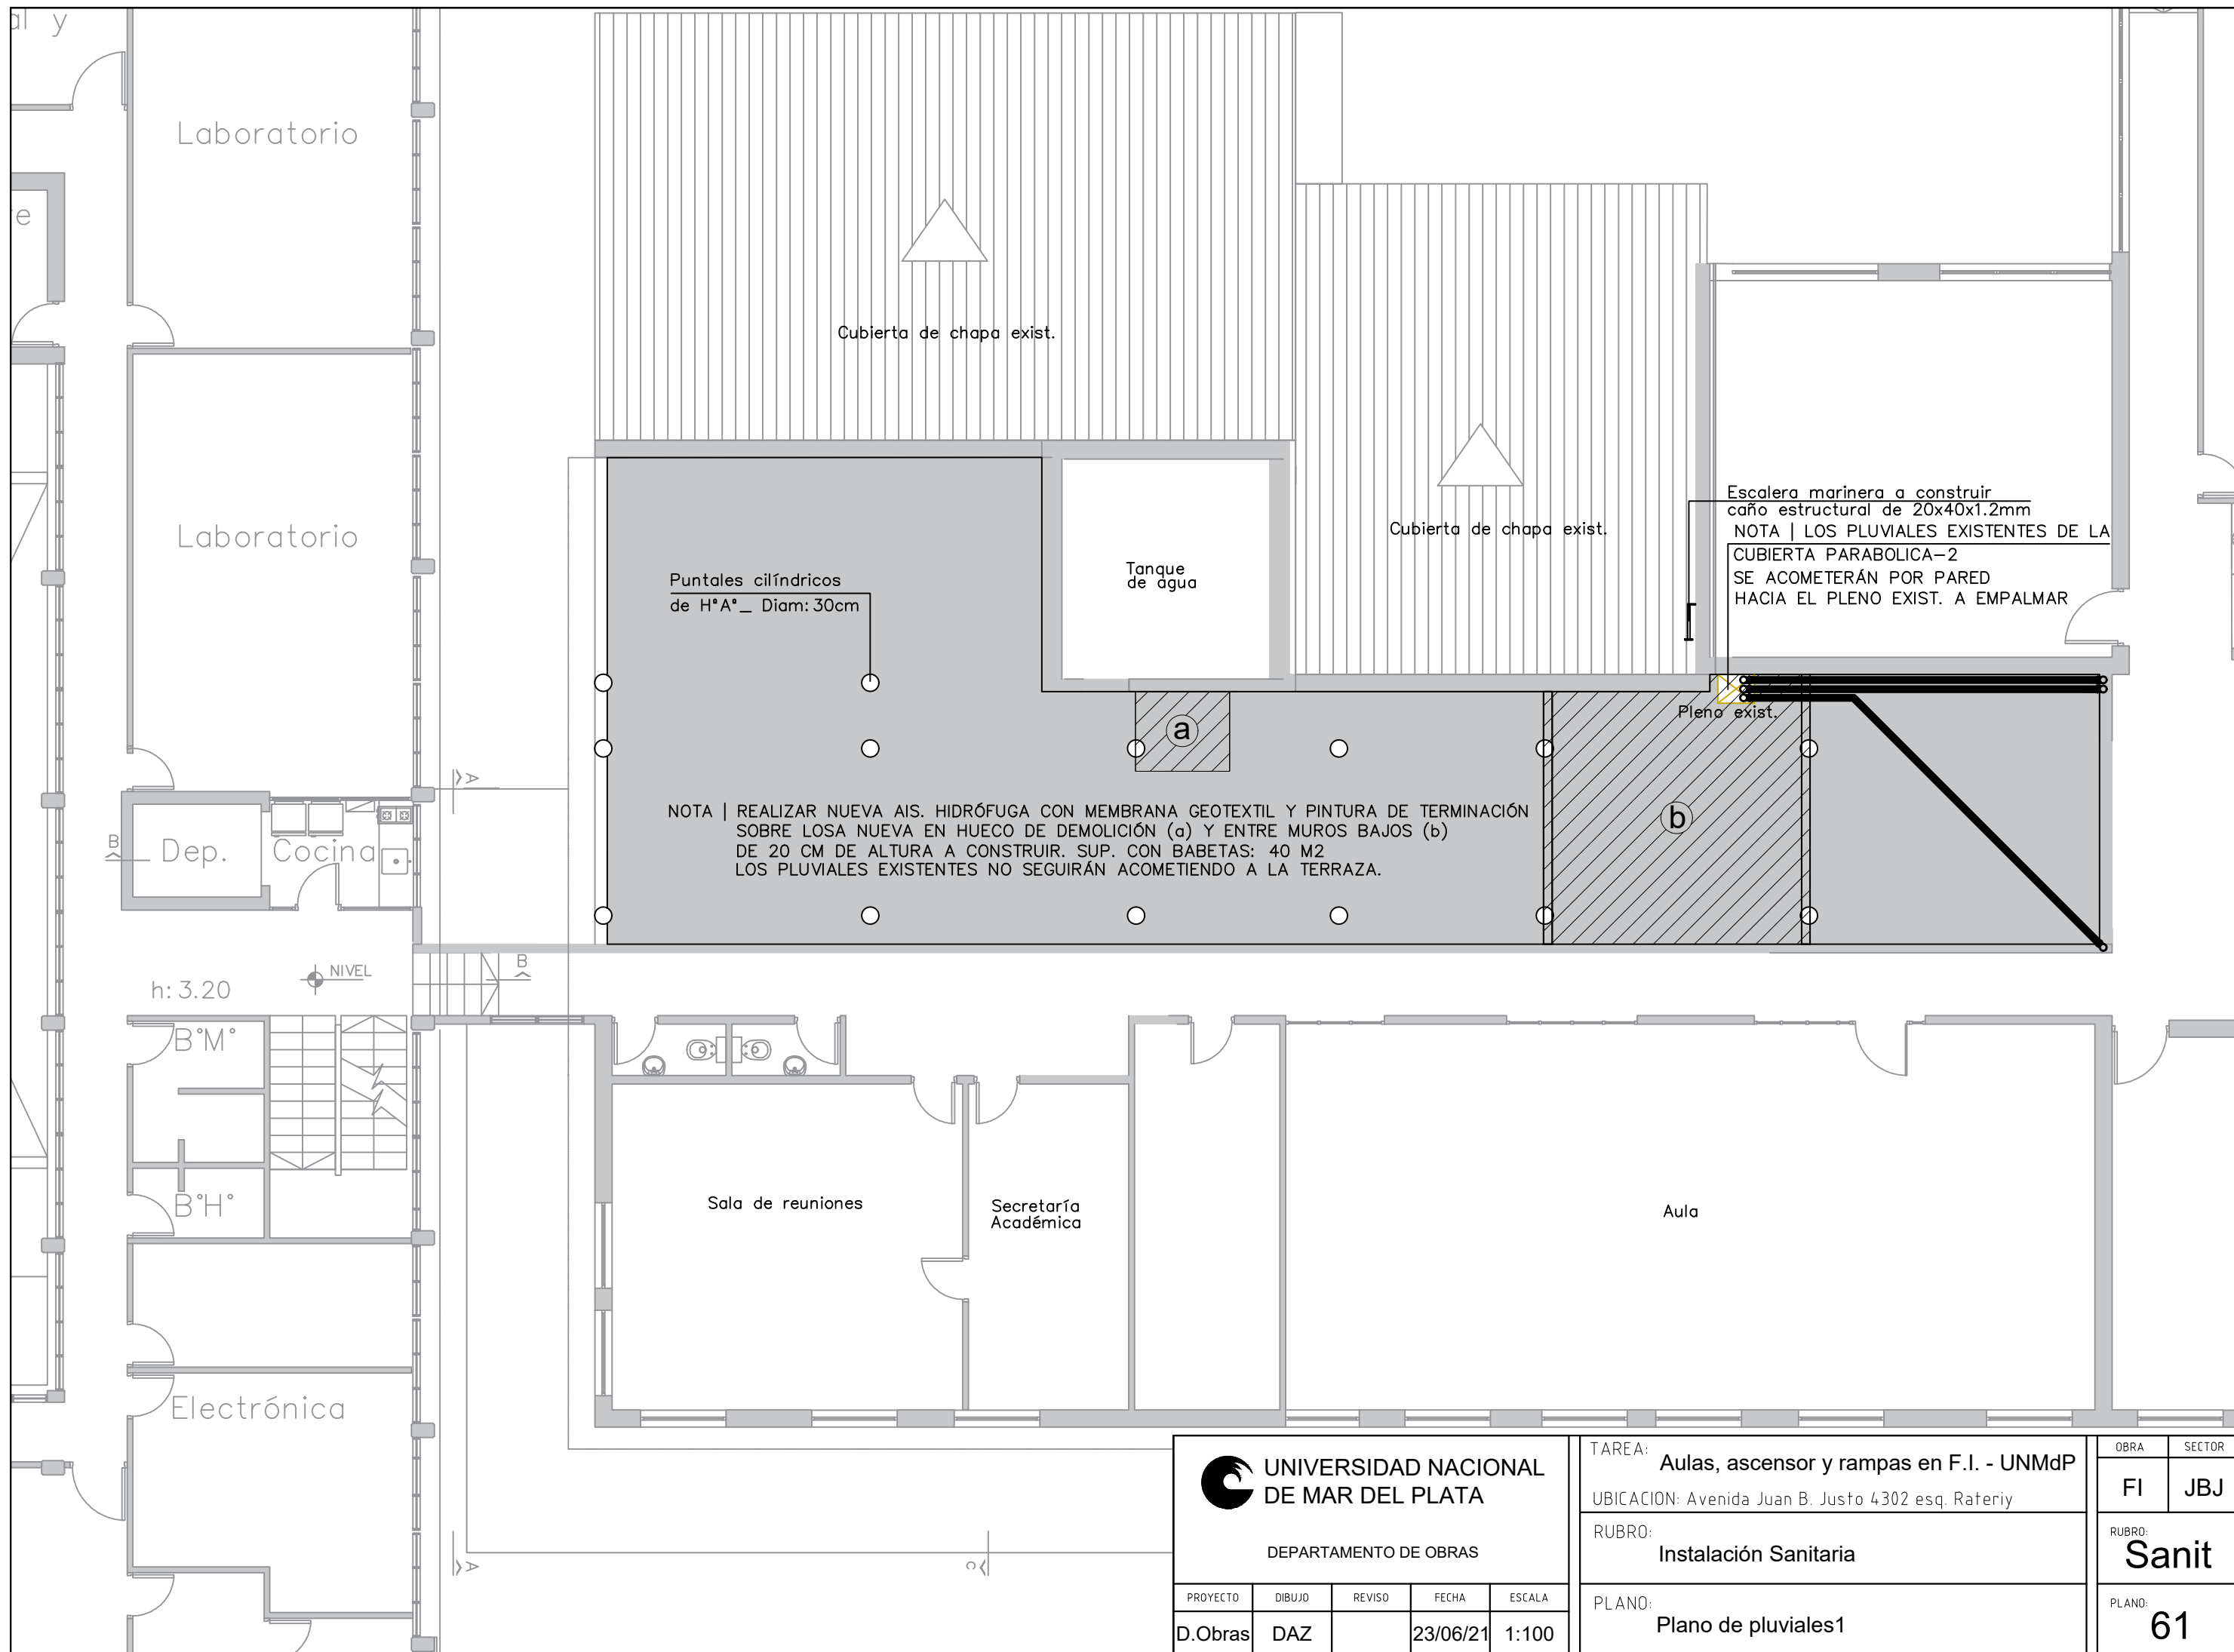 al y
Laboratorio
Cubierta de chapa exist.
Laboratorio
Cubierta de chapa exist.
Escalera marinera a construir
caño estructural de 20x40x1.2mm
NOTA | LOS PLUVIALES EXISTENTES DE LA
CUBIERTA PARABOLICA-2
SE ACOMETERÁN POR PARED
HACIA EL PLENO EXIST. A EMPALMAR
Tanque
de agua
Puntales cilíndricos
de H°A°_ Diam: 30cm
Pleno exist.
a
b
A
NOTA | REALIZAR NUEVA AIS. HIDRÓFUGA CON MEMBRANA GEOTEXTIL Y PINTURA DE TERMINACIÓN
SOBRE LOSA NUEVA EN HUECO DE DEMOLICIÓN (a) Y ENTRE MUROS BAJOS (b)
DE 20 CM DE ALTURA A CONSTRUIR. SUP. CON BABETAS: 40 M2
LOS PLUVIALES EXISTENTES NO SEGUIRÁN ACOMETIENDO A LA TERRAZA.
B
Dep.
Cocina
B
NIVEL
h: 3.20
B°M°
B°H°
Sala de reuniones
Secretaría
Académica
Aula
Electrónica
A
C
UNIVERSIDAD NACIONAL
DE MAR DEL PLATA
DEPARTAMENTO DE OBRAS
PROYECTO DIBUJO REVISO FECHA ESCALA
D.Obras DAZ 23/06/21 1:100
TAREA: Aulas, ascensor y rampas en F.I. - UNMdP
UBICACION: Avenida Juan B. Justo 4302 esq. Rateriy
RUBRO:
Instalación Sanitaria
PLANO:
Plano de pluviales1
OBRA SECTOR
FI JBJ
RUBRO:
Sanit
PLANO:
61